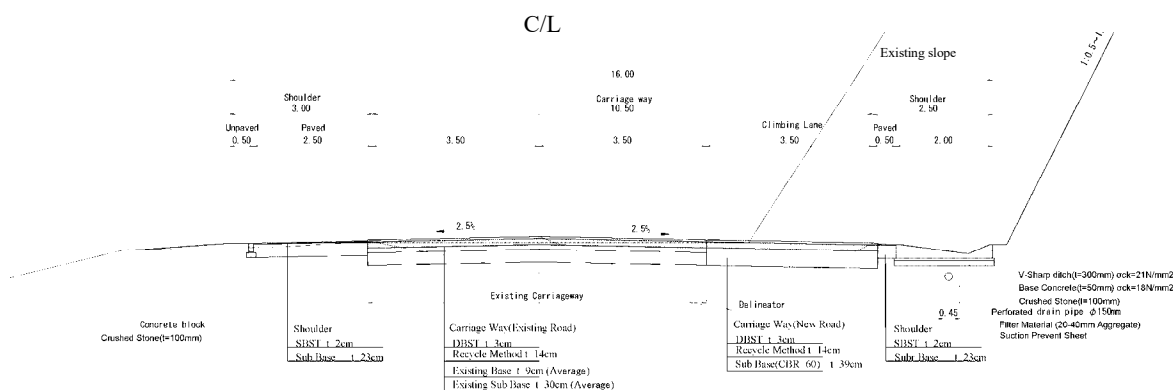 C/L
Existing slope
1:0.5~1.
16.00
Shoulder
3.00
Carriage way
10.50
Shoulder
2.50
Unpaved
0.50
Paved
2.50
3.50
3.50
Climbing Lane
3.50
Paved
0.50
2.00
2.5%
2.5%
Existing Carriageway
Delineator
0.45
V-Sharp ditch(t=300mm) σck=21N/mm2
Base Concrete(t=50mm) σck=18N/mm2
Crushed Stone(t=100mm)
Perforated drain pipe φ150mm
Filter Material (20-40mm Aggregate)
Suction Prevent Sheet
Concrete block
Crushed Stone(t=100mm)
Shoulder
SBST t 2cm
Sub Base t 23cm
Carriage Way(Existing Road)
DBST t 3cm
Recycle Method t 14cm
Existing Base t 9cm (Average)
Existing Sub Base t 30cm (Average)
Carriage Way(New Road)
DBST t 3cm
Recycle Method t 14cm
Sub Base(CBR 60) t 39cm
Shoulder
SBST t 2cm
Subr Base t 23cm